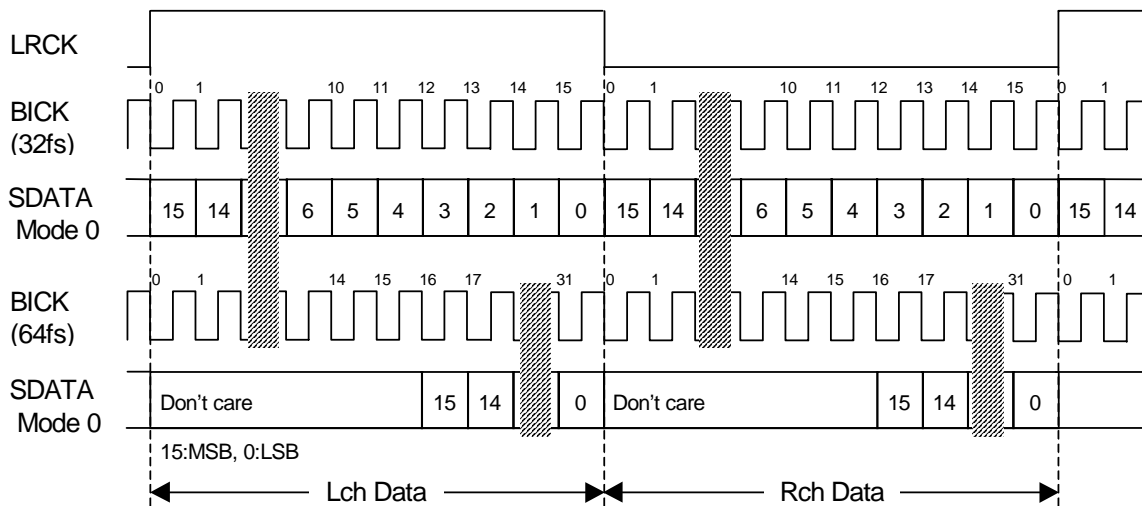 LRCK
0 1 10 11 12 13 14 15 0 1 10 11 12 13 14 15 0 1
BICK
(32fs)
SDATA
Mode 0
15 14 6 5 4 3 2 1 0 15 14 6 5 4 3 2 1 0 15 14
0 1 14 15 16 17 31 0 1 14 15 16 17 31 0 1
BICK
(64fs)
SDATA
Mode 0
Don't care 15 14 0 Don't care 15 14 0
15:MSB, 0:LSB
Lch Data Rch Data